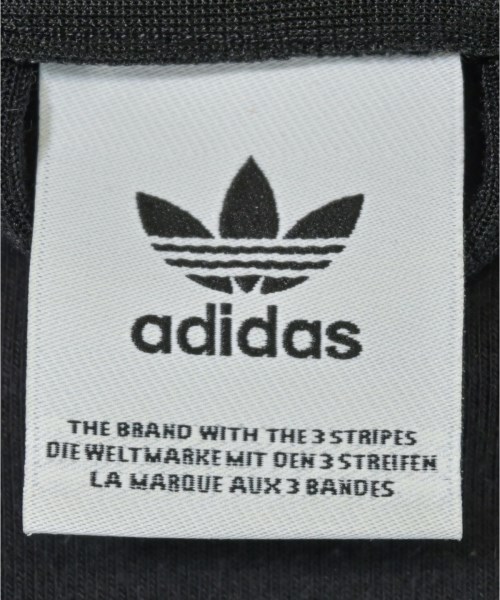 adidas
THE BRAND WITH THE 3 STRIPES
DIE WELTMARKE MIT DEN 3 STREIFEN
LA MARQUE AUX 3 BANDES